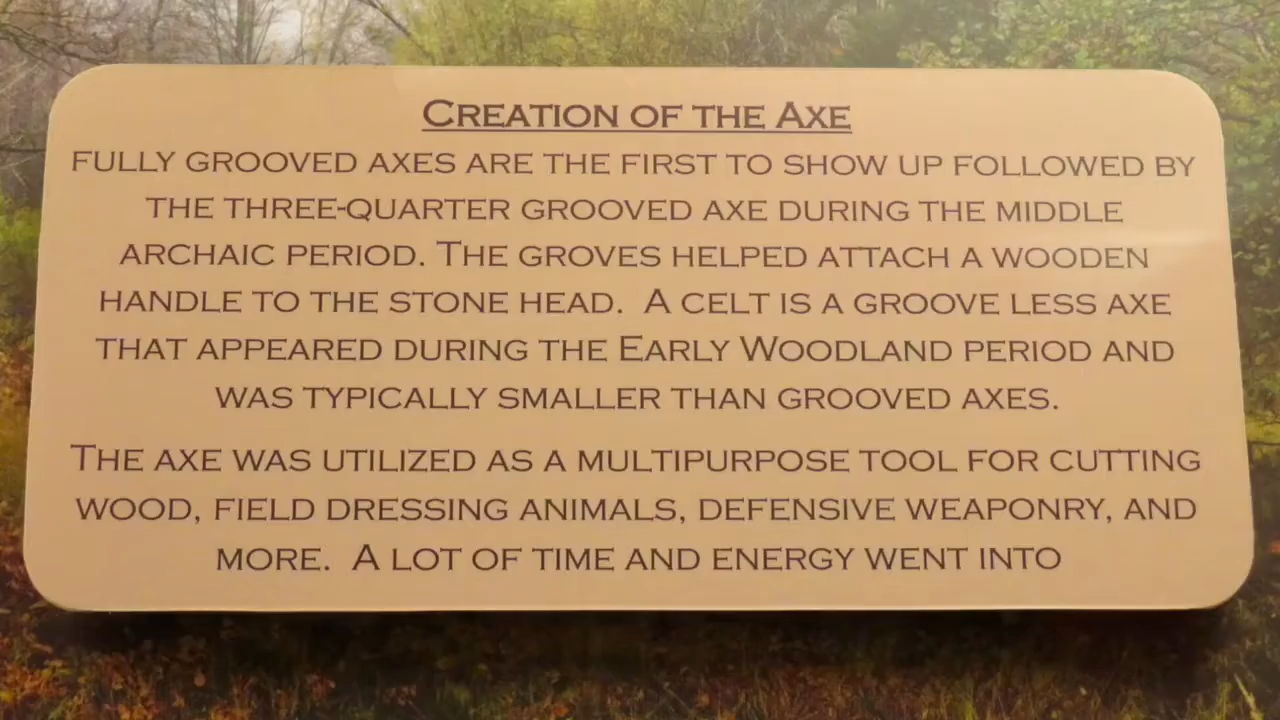 CREATION OF THE AXE
FULLY GROOVED AXES ARE THE FIRST TO SHOW UP FOLLOWED BY
THE THREE-QUARTER GROOVED AXE DURING THE MIDDLE
ARCHAIC PERIOD. THE GROVES HELPED ATTACH A WOODEN
HANDLE TO THE STONE HEAD. A CELT IS A GROOVE LESS AXE
THAT APPEARED DURING THE EARLY WOODLAND PERIOD AND
WAS TYPICALLY SMALLER THAN GROOVED AXES.
THE AXE WAS UTILIZED AS A MULTIPURPOSE TOOL FOR CUTTING
WOOD, FIELD DRESSING ANIMALS, DEFENSIVE WEAPONRY, AND
MORE. A LOT OF TIME AND ENERGY WENT INTO